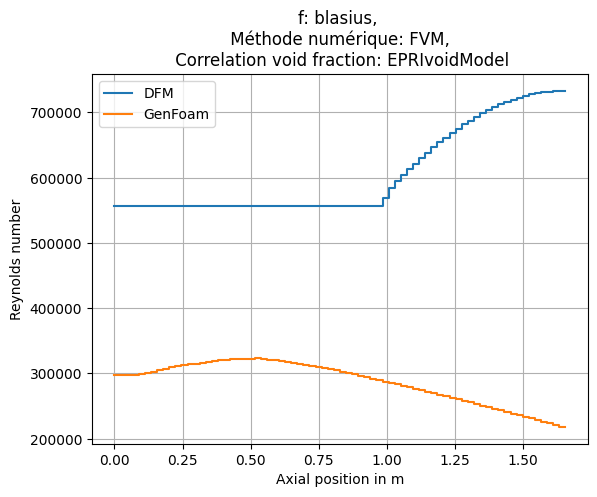 f: blasius,
Méthode numérique: FVM,
Correlation void fraction: EPRIvoidModel
DFM
GenFoam
Reynolds number
700000
600000
500000
400000
300000
200000
0.00 0.25 0.50 0.75 1.00 1.25 1.50
Axial position in m